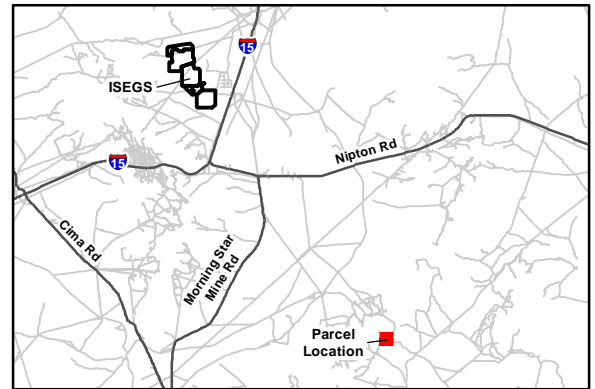 15
ISEGS
Nipton Rd
15
Cima Rd
Morning Star
Mine Rd
Parcel
Location